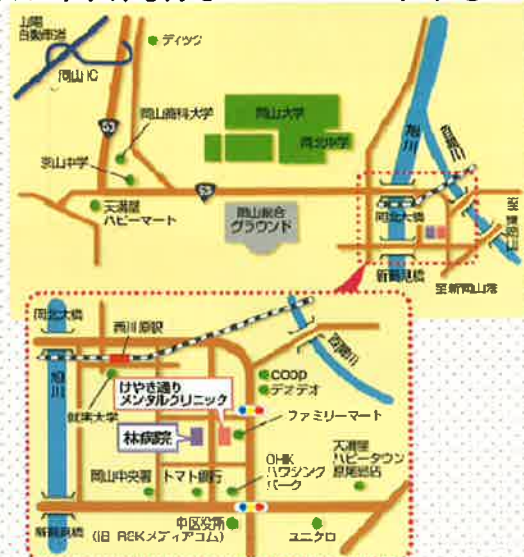 山陽
自動車道
岡山IC
ディック
53
岡山商科大学
岡山大学
岡北中学
京山中学
53
天満屋
ハピーマート
岡山総合
グラウンド
旭川
百間川
岡北大橋
新鶴見橋
至新岡山港
岡北大橋
西川原駅
旭川
百間川
就実大学
けやき通り
メンタルクリニック
coop
デオデオ
ファミリーマート
林病院
岡山中央署
トマト銀行
OHK
ハウジング
パーク
天満屋
ハピータウン
原尾島店
新鶴見橋
中区役所
(旧 RSKメディアコム)
ユニクロ